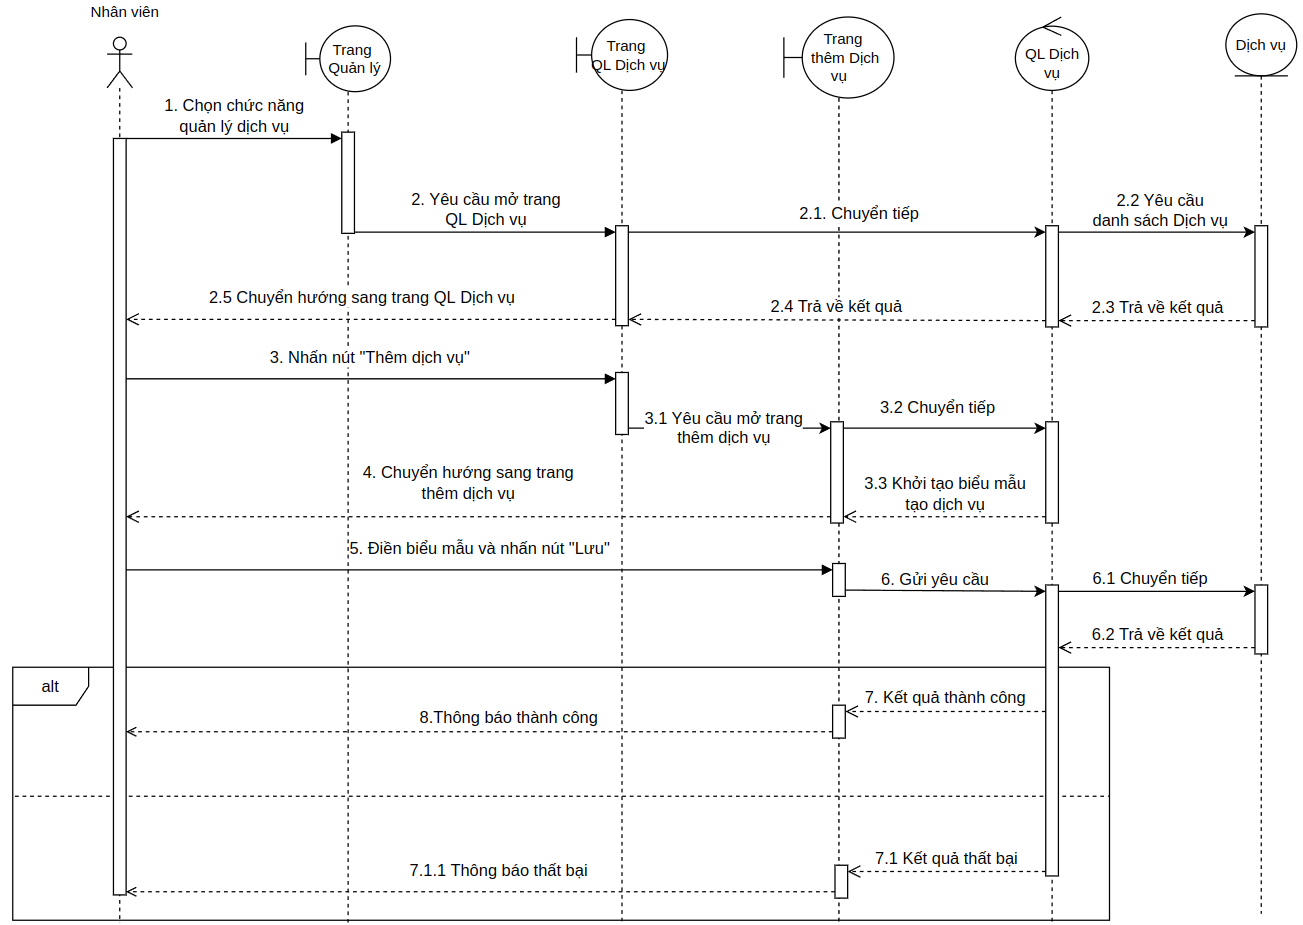 Nhân viên
Trang
Quản lý
Trang
QL Dịch vụ
Trang
thêm Dịch
vụ
QL Dịch
vụ
Dịch vụ
1. Chọn chức năng
quản lý dịch vụ
2. Yêu cầu mở trang
QL Dịch vụ
2.1. Chuyển tiếp
2.2 Yêu cầu
danh sách Dịch vụ
2.5 Chuyển hướng sang trang QL Dịch vụ
2.4 Trả về kết quả
2.3 Trả về kết quả
3. Nhấn nút "Thêm dịch vụ"
3.1 Yêu cầu mở trang
thêm dịch vụ
3.2 Chuyển tiếp
4. Chuyển hướng sang trang
thêm dịch vụ
3.3 Khởi tạo biểu mẫu
tạo dịch vụ
5. Điền biểu mẫu và nhấn nút "Lưu"
6. Gửi yêu cầu
6.1 Chuyển tiếp
6.2 Trả về kết quả
alt
7. Kết quả thành công
8.Thông báo thành công
7.1 Kết quả thất bại
7.1.1 Thông báo thất bại